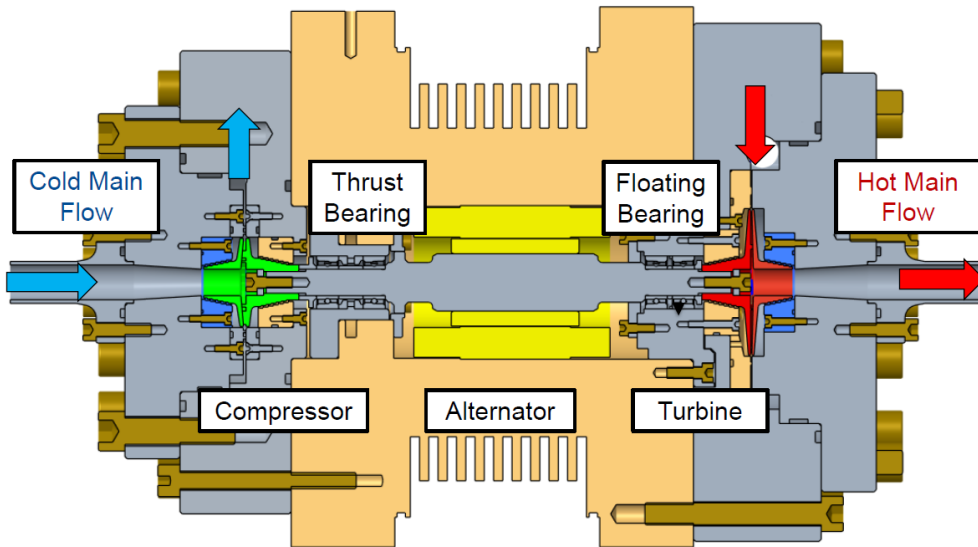 Cold Main
Flow
Thrust
Bearing
Floating
Bearing
Hot Main
Flow
Compressor
Alternator
Turbine